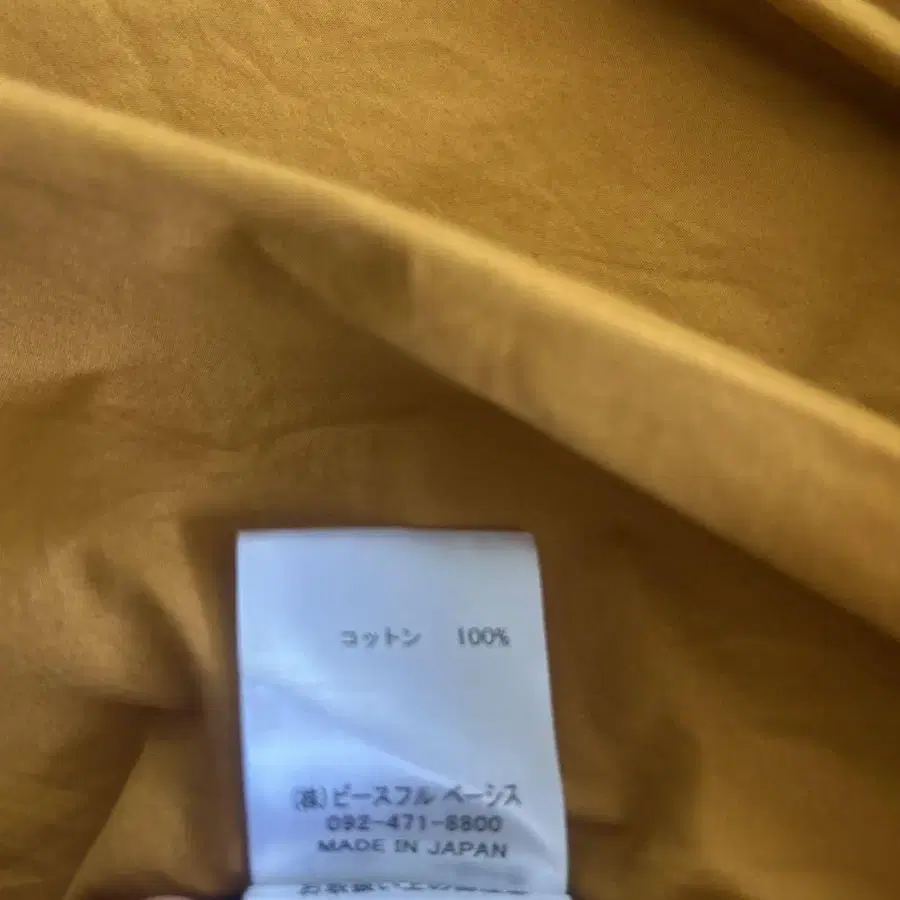 コットン 100%
(株)ピースフル ベーシス
092-471-8800
MADE IN JAPAN